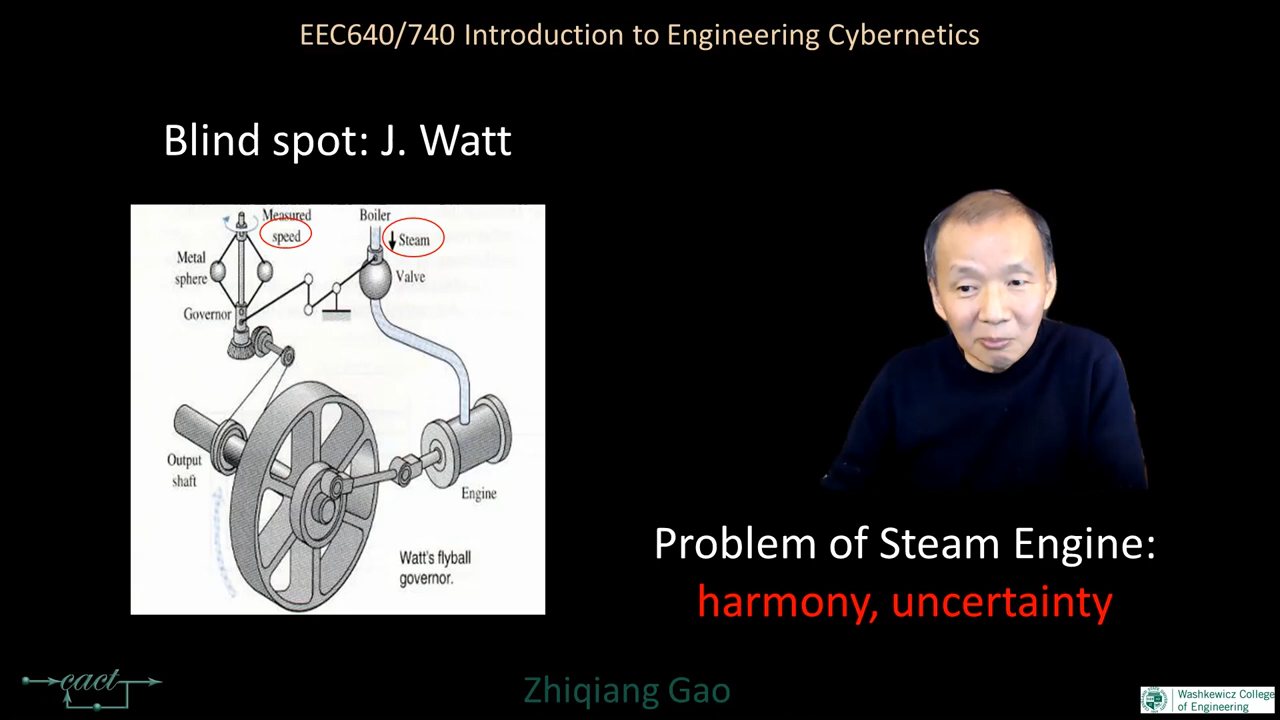 EEC640/740 Introduction to Engineering Cybernetics
Blind spot: J. Watt
Measured
speed
Boiler
Steam
Metal
sphere
Valve
Governor
Output
shaft
Engine
Watt's flyball
governor.
Problem of Steam Engine:
harmony, uncertainty
cact
Zhiqiang Gao
Washkewicz College
of Engineering